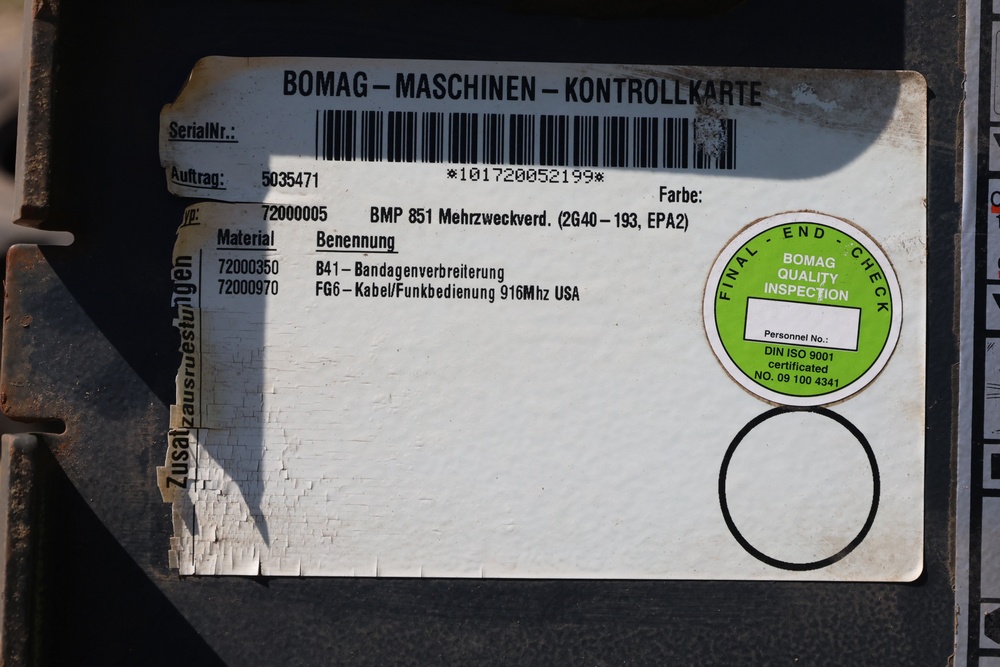 BOMAG – MASCHINEN – KONTROLLKARTE
SerialNr.:
*101720052199*
Auftrag: 5035471
Farbe:
yp: 72000005 BMP 851 Mehrzweckverd. (2G40–193, EPA2)
Material Benennung
72000350 B41–Bandagenverbreiterung
72000970 FG6–Kabel/Funkbedienung 916Mhz USA
Zusatzausruestungen
FINAL - END - CHECK
BOMAG
QUALITY
INSPECTION
Personnel No.:
DIN ISO 9001
certificated
NO. 09 100 4341